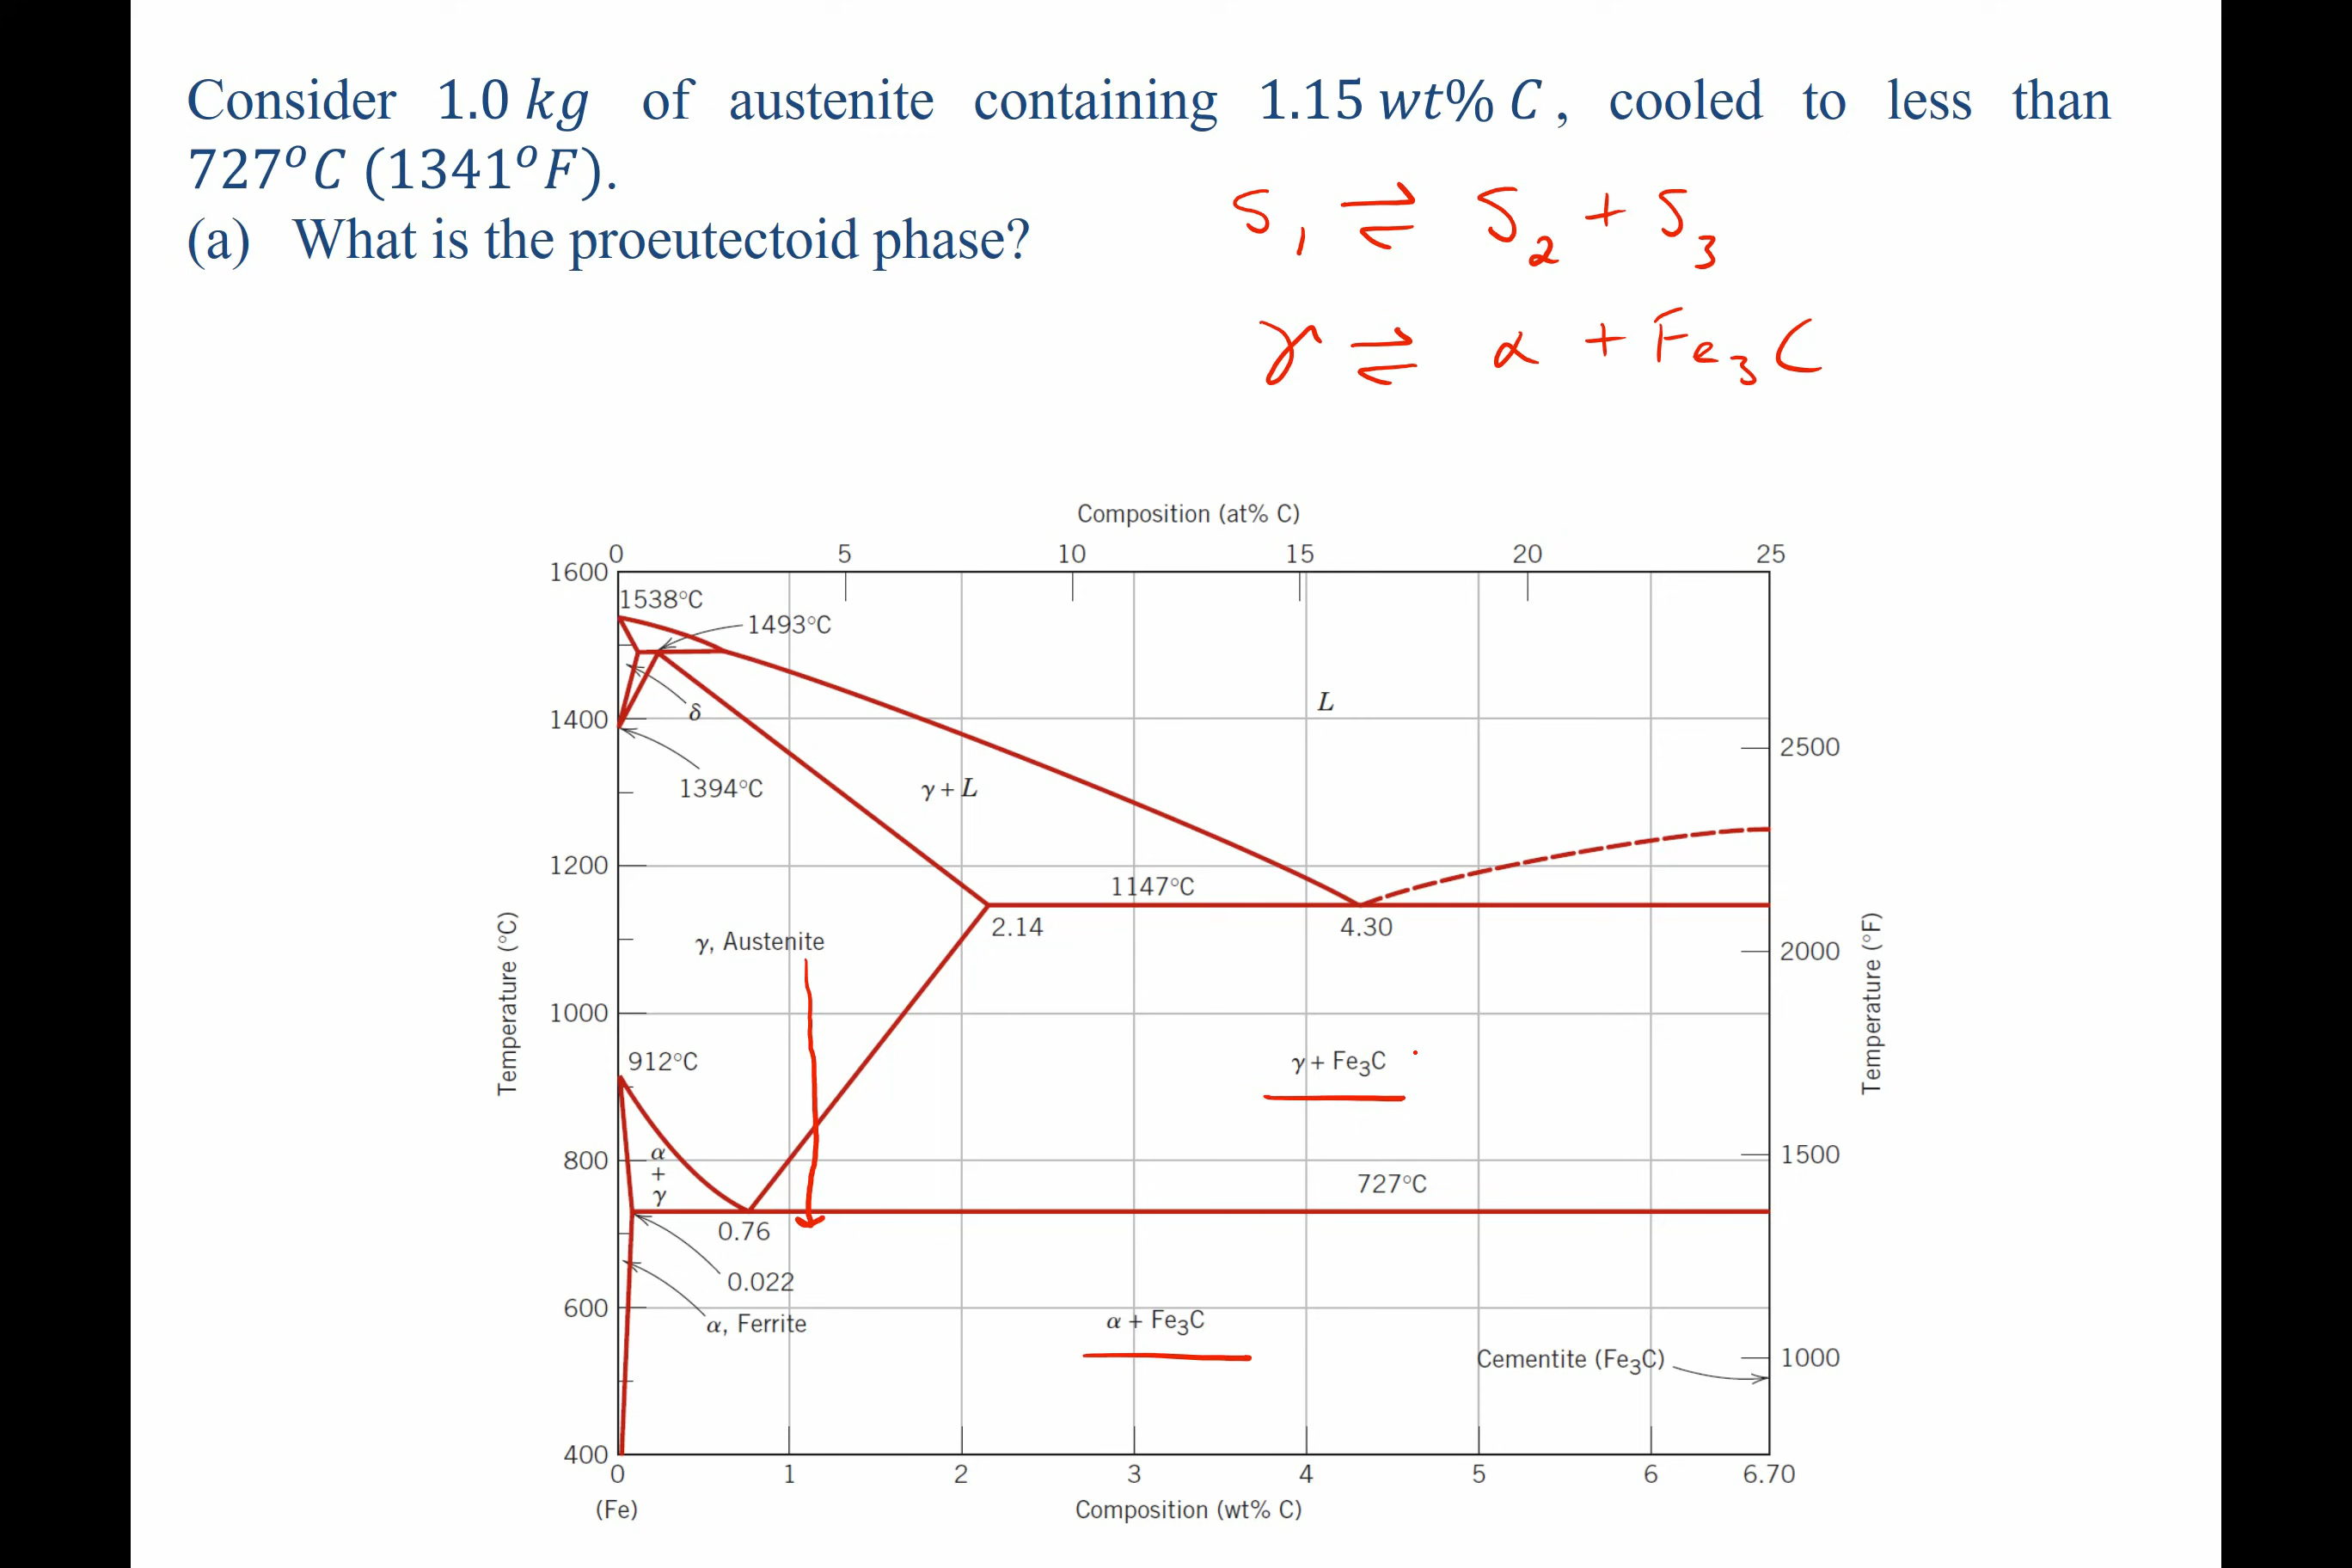 Consider 1.0 kg of austenite containing 1.15 wt% C, cooled to less than
727°C (1341°F).
(a) What is the proeutectoid phase?
S₁ ⇌ S₂ + S₃
γ ⇌ α + Fe₃C
Composition (at% C)
0 5 10 15 20 25
1600
1538°C
1493°C
δ
L
1400
2500
1394°C
γ + L
1200
1147°C
2.14
4.30
γ, Austenite
2000
1000
Temperature (°C)
Temperature (°F)
912°C
γ + Fe₃C
α
+
γ
800
1500
727°C
0.76
0.022
600
α, Ferrite
α + Fe₃C
Cementite (Fe₃C)
1000
400
0 1 2 3 4 5 6 6.70
(Fe)
Composition (wt% C)